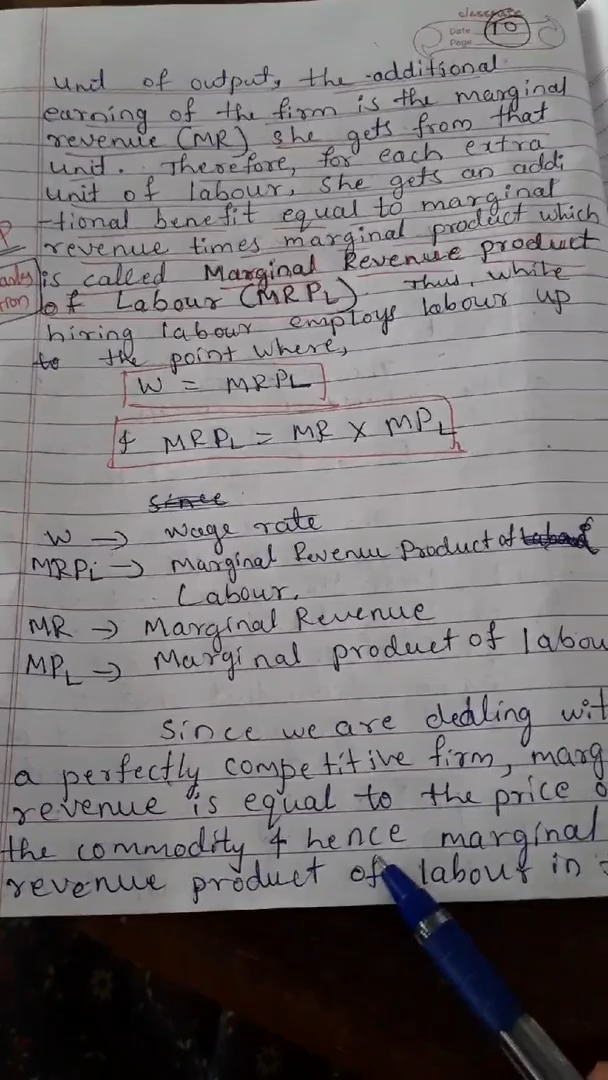 classmate
Date
Page
10
unit of output, the additional
earning of the firm is the marginal
revenue (MR) she gets from that
unit. Therefore, for each extra
unit of labour, she gets an addi
-tional benefit equal to marginal
revenue times marginal product which
is called Marginal Revenue product
of Labour (MRPL). Thus, while
hiring labour employs labour up
to the point where,
W = MRPL
& MRPL = MR X MPL
Since
W → wage rate
MRPL → Marginal Revenue Product of
Labour.
MR → Marginal Revenue
MPL → Marginal product of labou
Since we are dealing wit
a perfectly competitive firm, marg
revenue is equal to the price o
the commodity & hence marginal
revenue product of labour in